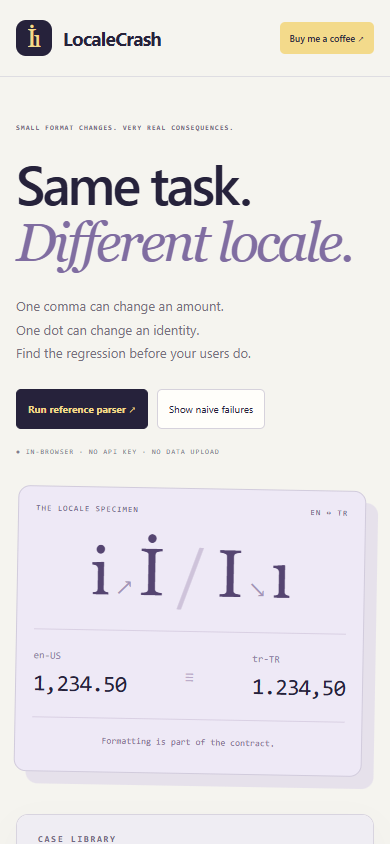 İı LocaleCrash
Buy me a coffee ↗
SMALL FORMAT CHANGES. VERY REAL CONSEQUENCES.
Same task.
Different locale.
One comma can change an amount.
One dot can change an identity.
Find the regression before your users do.
Run reference parser ↗
Show naive failures
● IN-BROWSER · NO API KEY · NO DATA UPLOAD
THE LOCALE SPECIMEN
EN ↔ TR
i ↗ İ / I ↘ ı
en-US
1,234.50
≡
tr-TR
1.234,50
Formatting is part of the contract.
CASE LIBRARY